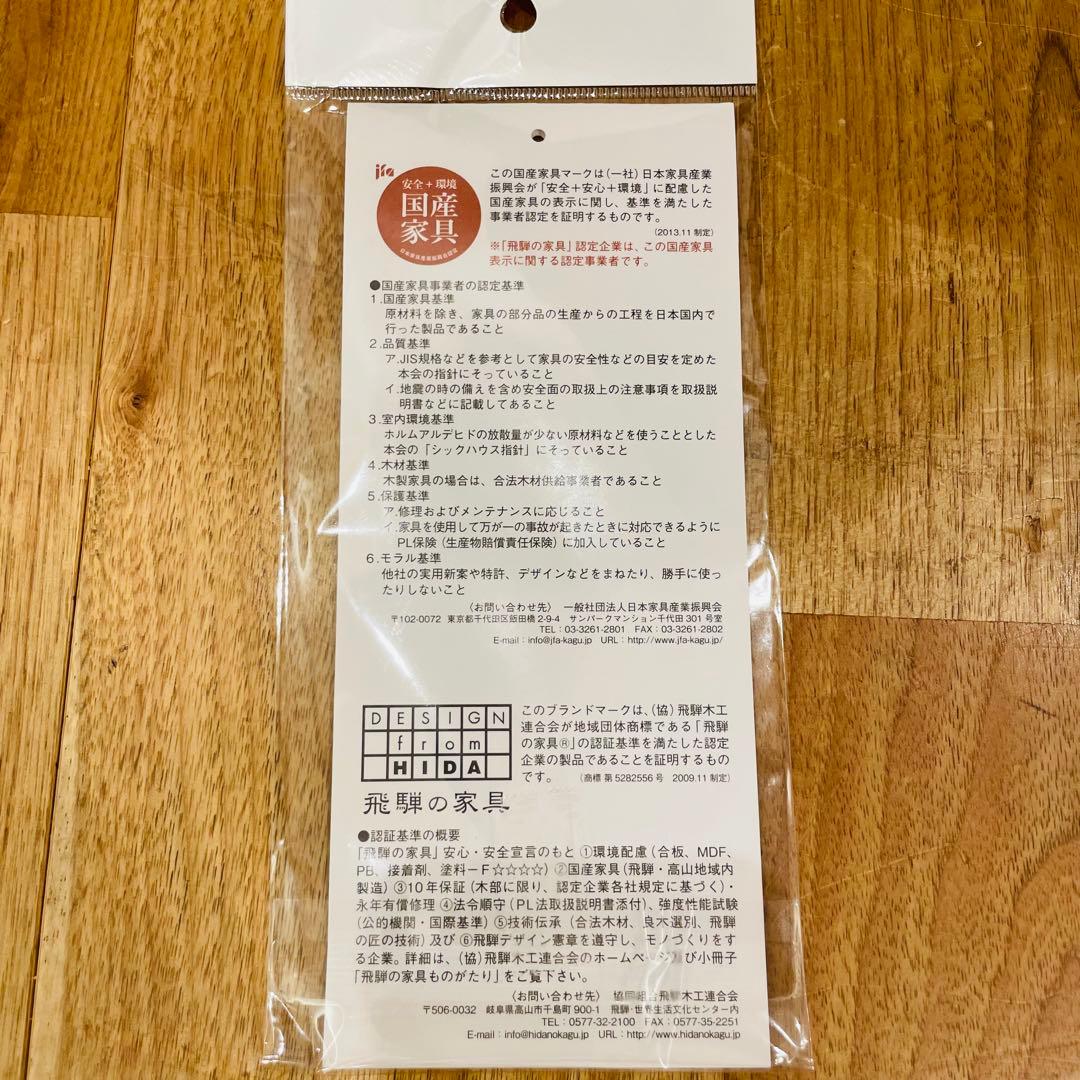 jfa
安全+環境
国産
家具
日本家具産業振興会認定
この国産家具マークは(一社)日本家具産業
振興会が「安全+安心+環境」に配慮した
国産家具の表示に関し、基準を満たした
事業者認定を証明するものです。
(2013.11 制定)
※「飛騨の家具」認定企業は、この国産家具
表示に関する認定事業者です。
●国産家具事業者の認定基準
1.国産家具基準
原材料を除き、家具の部分品の生産からの工程を日本国内で
行った製品であること
2.品質基準
ア.JIS規格などを参考として家具の安全性などの目安を定めた
本会の指針にそっていること
イ.地震の時の備えを含め安全面の取扱上の注意事項を取扱説
明書などに記載してあること
3.室内環境基準
ホルムアルデヒドの放散量が少ない原材料などを使うこととした
本会の「シックハウス指針」にそっていること
4.木材基準
木製家具の場合は、合法木材供給事業者であること
5.保護基準
ア.修理およびメンテナンスに応じること
イ.家具を使用して万が一の事故が起きたときに対応できるように
PL保険(生産物賠償責任保険)に加入していること
6.モラル基準
他社の実用新案や特許、デザインなどをまねたり、勝手に使っ
たりしないこと
〈お問い合わせ先〉 一般社団法人日本家具産業振興会
〒102-0072 東京都千代田区飯田橋 2-9-4 サンパークマンション千代田 301 号室
TEL:03-3261-2801 FAX:03-3261-2802
E-mail:info@jfa-kagu.jp URL:http://www.jfa-kagu.jp/
DESIGN
from
HIDA
飛騨の家具
このブランドマークは、(協)飛騨木工
連合会が地域団体商標である「飛騨
の家具®」の認証基準を満たした認定
企業の製品であることを証明するもの
です。 (商標 第 5282556 号 2009.11 制定)
●認証基準の概要
「飛騨の家具」安心・安全宣言のもと ①環境配慮(合板、MDF、
PB、接着剤、塗料-F☆☆☆☆) ②国産家具(飛騨・高山地域内
製造) ③10年保証(木部に限り、認定企業各社規定に基づく)・
永年有償修理 ④法令順守(PL法取扱説明書添付)、強度性能試験
(公的機関・国際基準) ⑤技術伝承(合法木材、良木選別、飛騨
の匠の技術)及び ⑥飛騨デザイン憲章を遵守し、モノづくりをす
る企業。詳細は、(協)飛騨木工連合会のホームページ及び小冊子
「飛騨の家具ものがたり」をご覧下さい。
〈お問い合わせ先〉 協同組合飛騨木工連合会
〒506-0032 岐阜県高山市千島町 900-1 飛騨・世界生活文化センター内
TEL:0577-32-2100 FAX:0577-35-2251
E-mail:info@hidanokagu.jp URL:http://www.hidanokagu.jp/